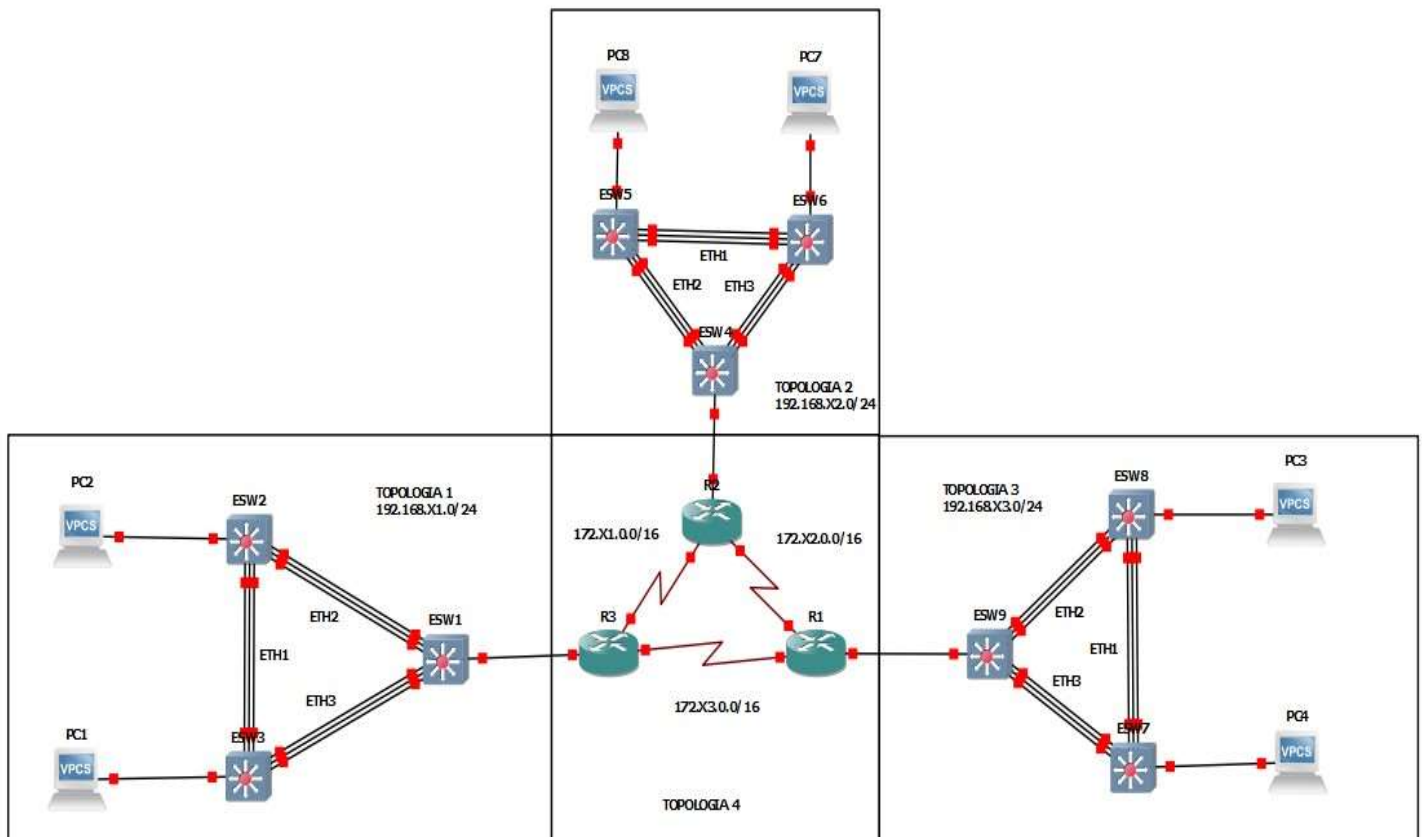 PC8
PC7
VPCS
VPCS
ESW5
ESW6
ETH1
ETH2
ETH3
ESW4
TOPOLOGIA 2
192.168.X2.0/24
PC2
VPCS
ESW2
TOPOLOGIA 1
192.168.X1.0/24
ETH2
ESW1
ETH1
ETH3
PC1
VPCS
ESW3
R2
172.X1.0.0/16
172.X2.0.0/16
R3
R1
172.X3.0.0/16
TOPOLOGIA 4
TOPOLOGIA 3
192.168.X3.0/24
ESW8
PC3
VPCS
ETH2
ESW9
ETH1
ETH3
ESW7
PC4
VPCS